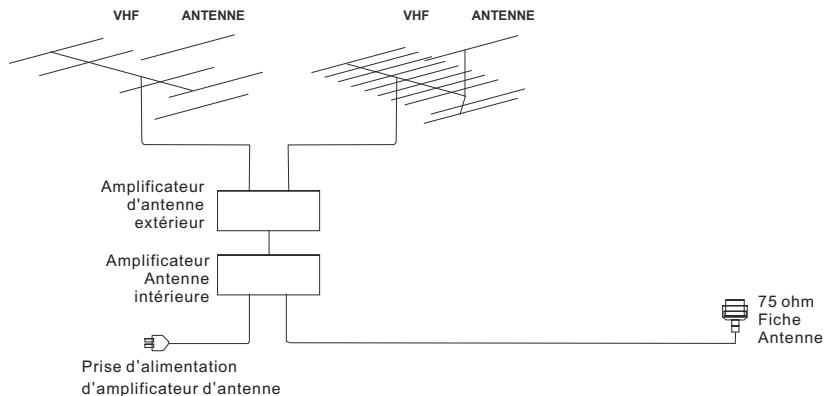 VHF ANTENNE
VHF ANTENNE
Amplificateur
d'antenne
extérieur
Amplificateur
Antenne
intérieure
75 ohm
Fiche
Antenne
Prise d'alimentation
d'amplificateur d'antenne